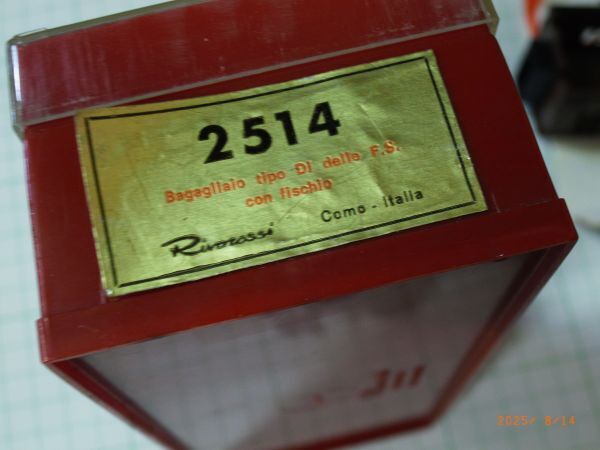 2514
Bagagliaio tipo DI delle F.S.
con fischio
Rivarossi
Como - Italia
2025/ 8/14